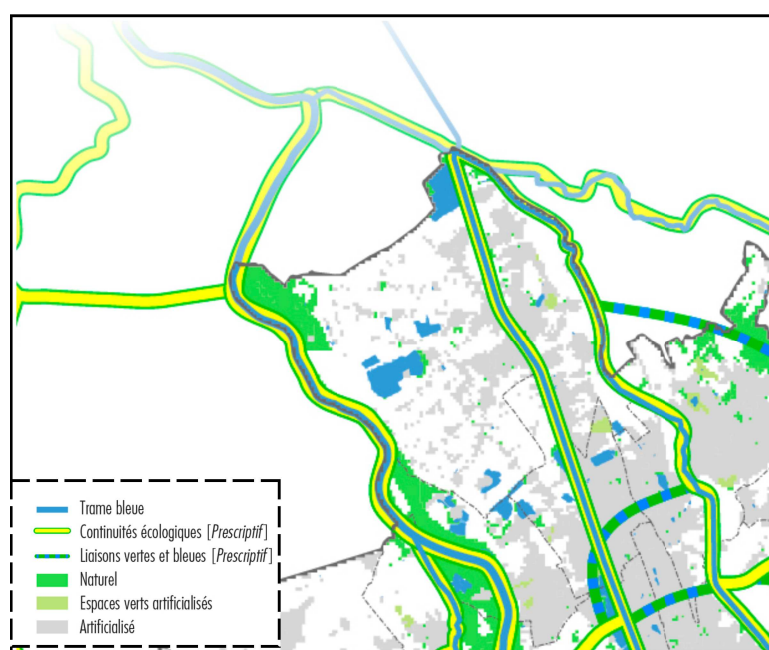 Trame bleue
Continuités écologiques [Prescriptif]
Liaisons vertes et bleues [Prescriptif]
Naturel
Espaces verts artificialisés
Artificialisé